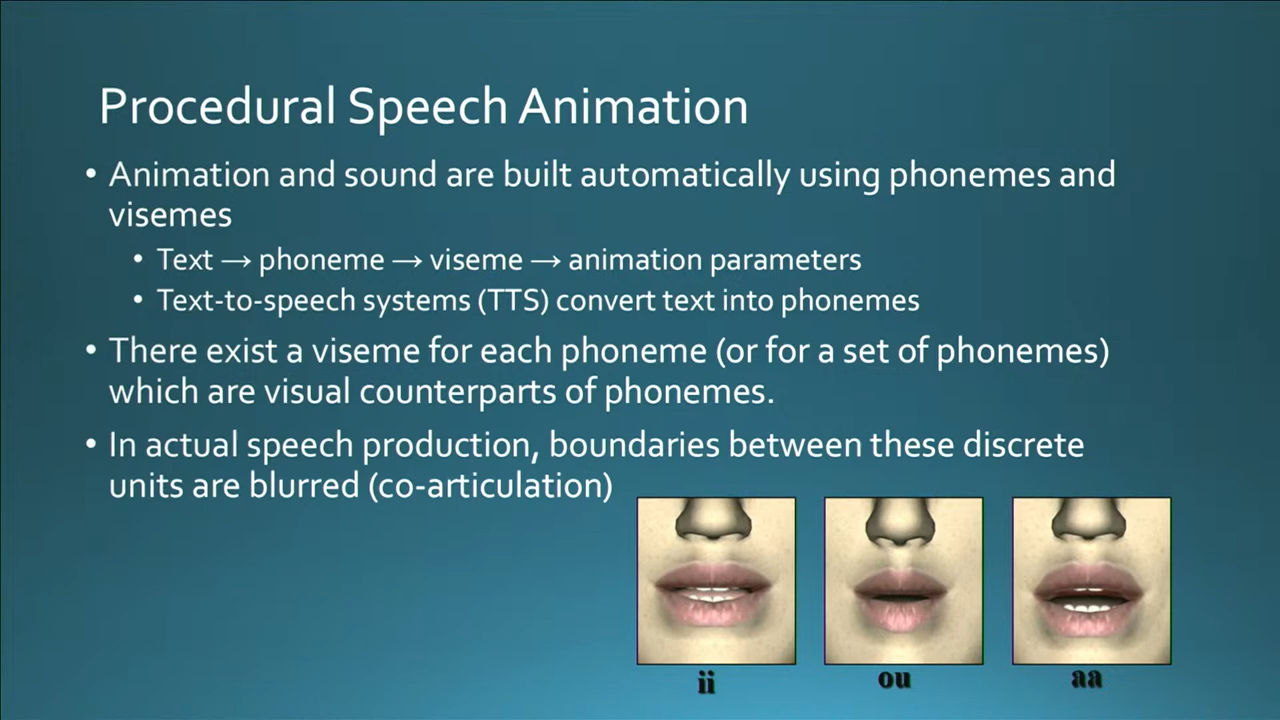 Procedural Speech Animation
• Animation and sound are built automatically using phonemes and
visemes
• Text → phoneme → viseme → animation parameters
• Text-to-speech systems (TTS) convert text into phonemes
• There exist a viseme for each phoneme (or for a set of phonemes)
which are visual counterparts of phonemes.
• In actual speech production, boundaries between these discrete
units are blurred (co-articulation)
ii ou aa